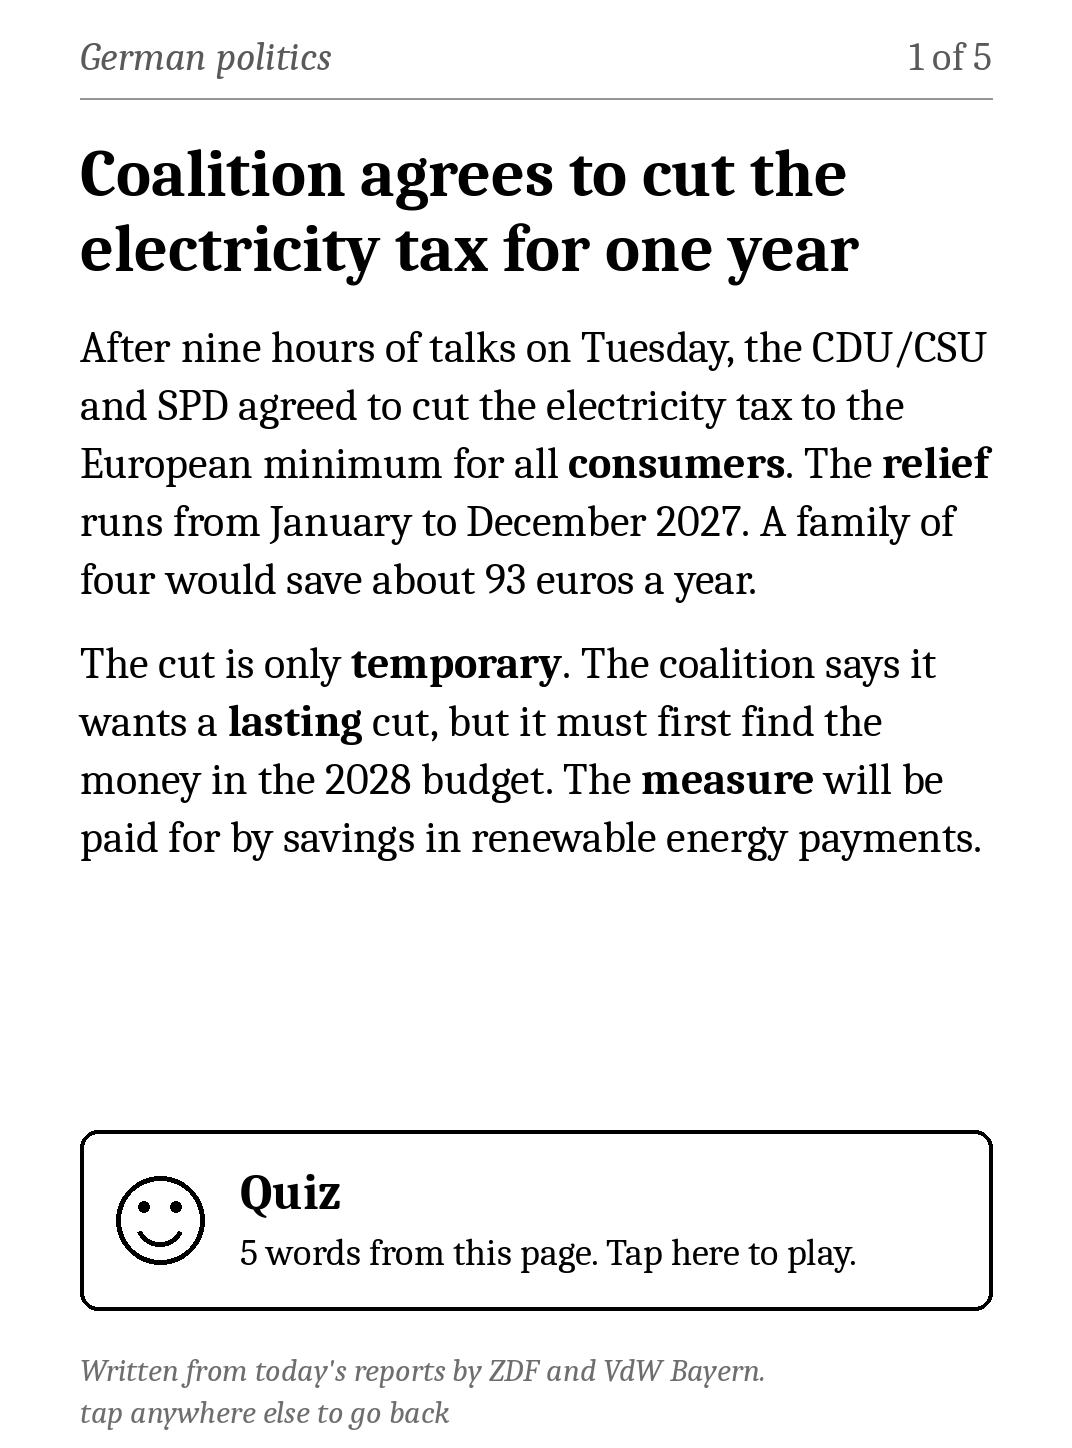 German politics
1 of 5
Coalition agrees to cut the
electricity tax for one year
After nine hours of talks on Tuesday, the CDU/CSU
and SPD agreed to cut the electricity tax to the
European minimum for all consumers. The relief
runs from January to December 2027. A family of
four would save about 93 euros a year.
The cut is only temporary. The coalition says it
wants a lasting cut, but it must first find the
money in the 2028 budget. The measure will be
paid for by savings in renewable energy payments.
Quiz
5 words from this page. Tap here to play.
Written from today's reports by ZDF and VdW Bayern.
tap anywhere else to go back